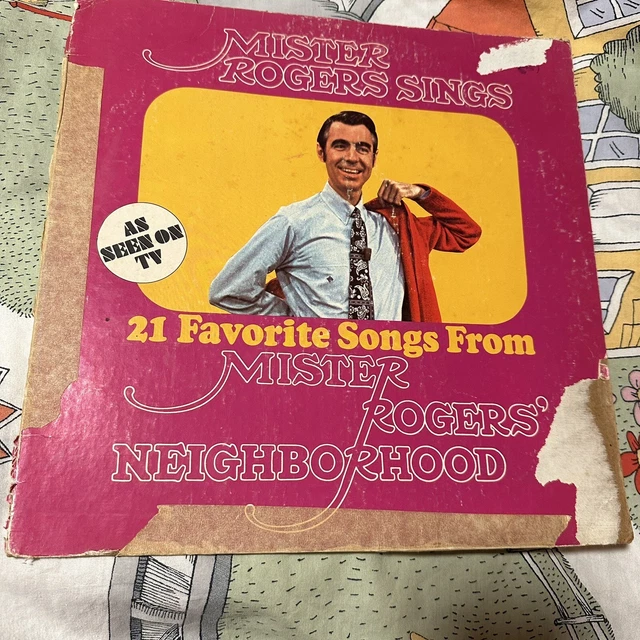 MISTER
ROGERS SINGS
AS
SEEN ON
TV
21 Favorite Songs From
MISTER
ROGERS'
NEIGHBORHOOD